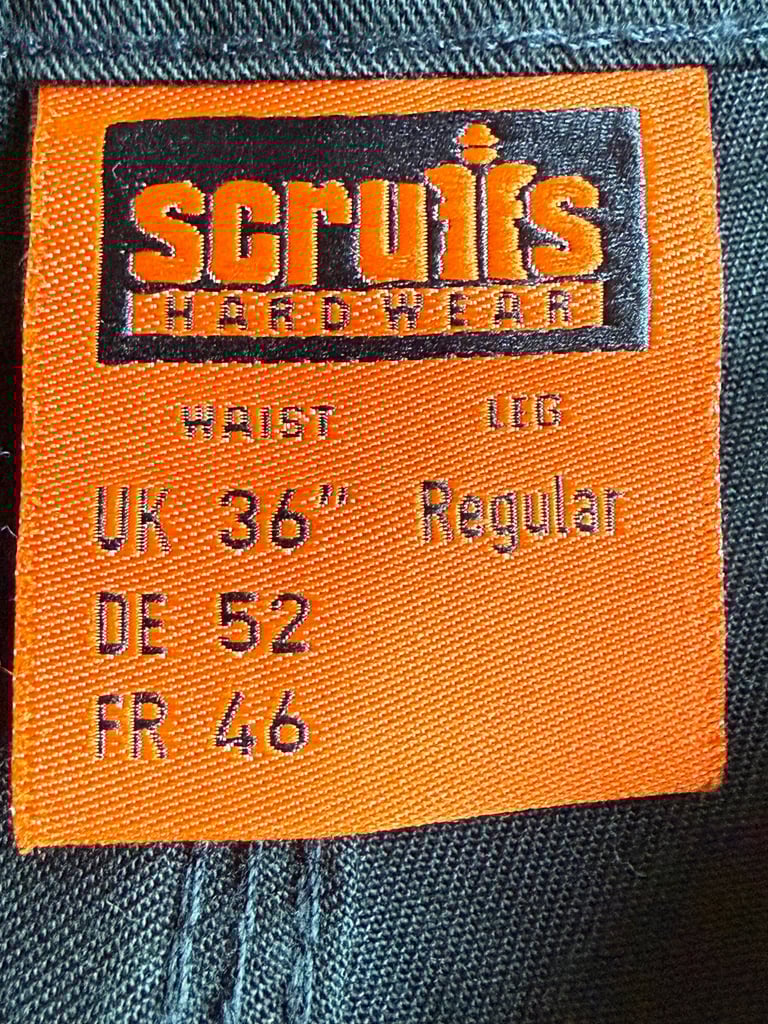 scruffs
HARDWEAR
WAIST LEG
UK 36" Regular
DE 52
FR 46